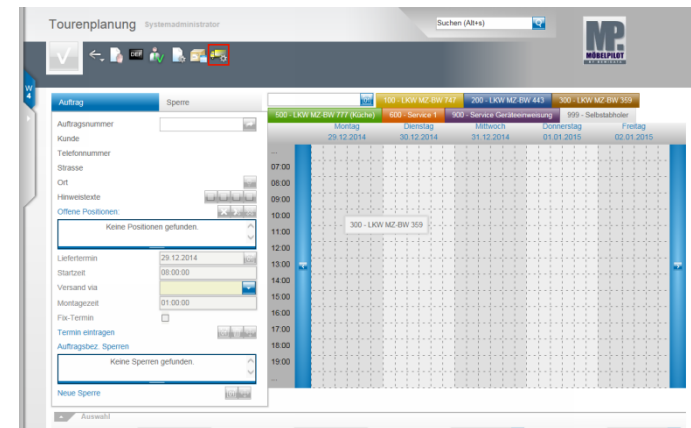 Tourenplanung Systemadministrator
Suchen (Alt+s)
MP.
MÖBELPILOT
DEF
W
4
Auftrag Sperre
100 - LKW MZ-BW 747 200 - LKW MZ-BW 443 300 - LKW MZ-BW 359
500 - LKW MZ-BW 777 (Küche) 600 - Service 1 900 - Service Geräteeinweisung 999 - Selbstabholer
Montag Dienstag Mittwoch Donnerstag Freitag
29.12.2014 30.12.2014 31.12.2014 01.01.2015 02.01.2015
Auftragsnummer
Kunde
Telefonnummer
Strasse
Ort
Hinweistexte
Offene Positionen:
Keine Positionen gefunden.
Liefertermin 29.12.2014
Startzeit 08:00:00
Versand via
Montagezeit 01:00:00
Fix-Termin
Termin eintragen
Auftragsbez. Sperren
Keine Sperren gefunden.
Neue Sperre
...
07:00
08:00
09:00
10:00
11:00
12:00
13:00
14:00
15:00
16:00
17:00
18:00
19:00
...
300 - LKW MZ-BW 359
Auswahl